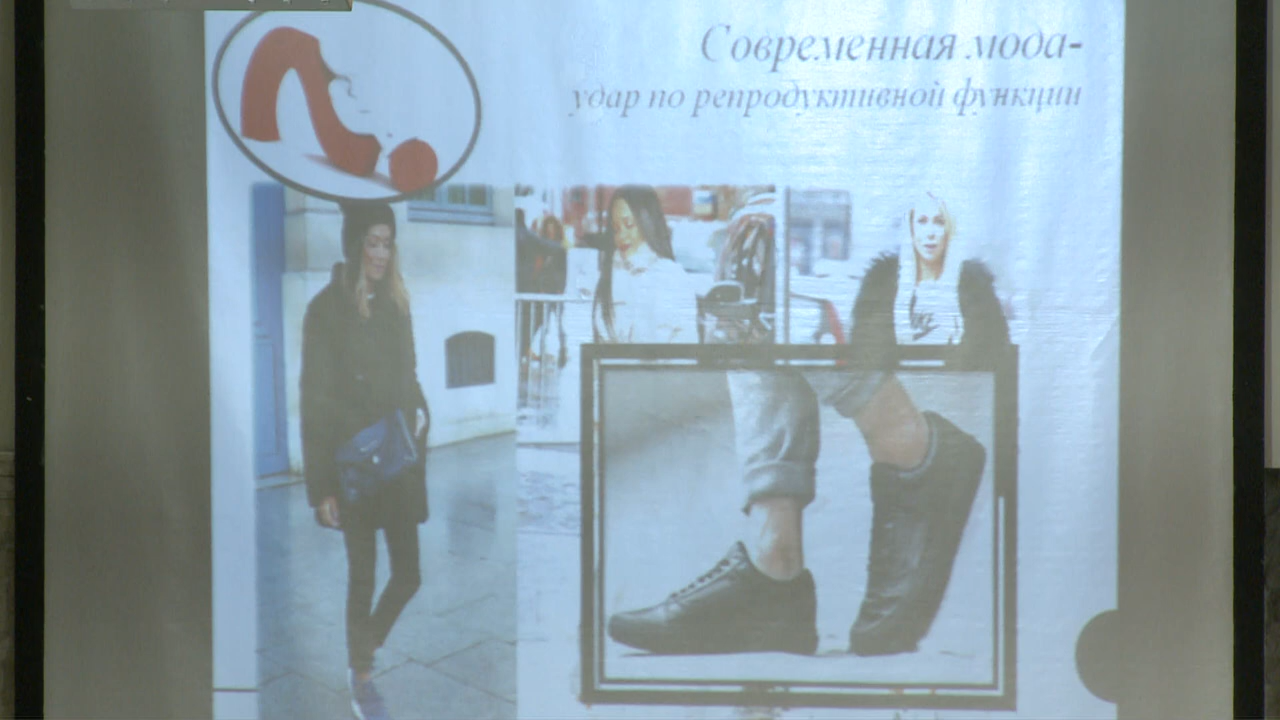 Современная мода-
удар по репродуктивной функции